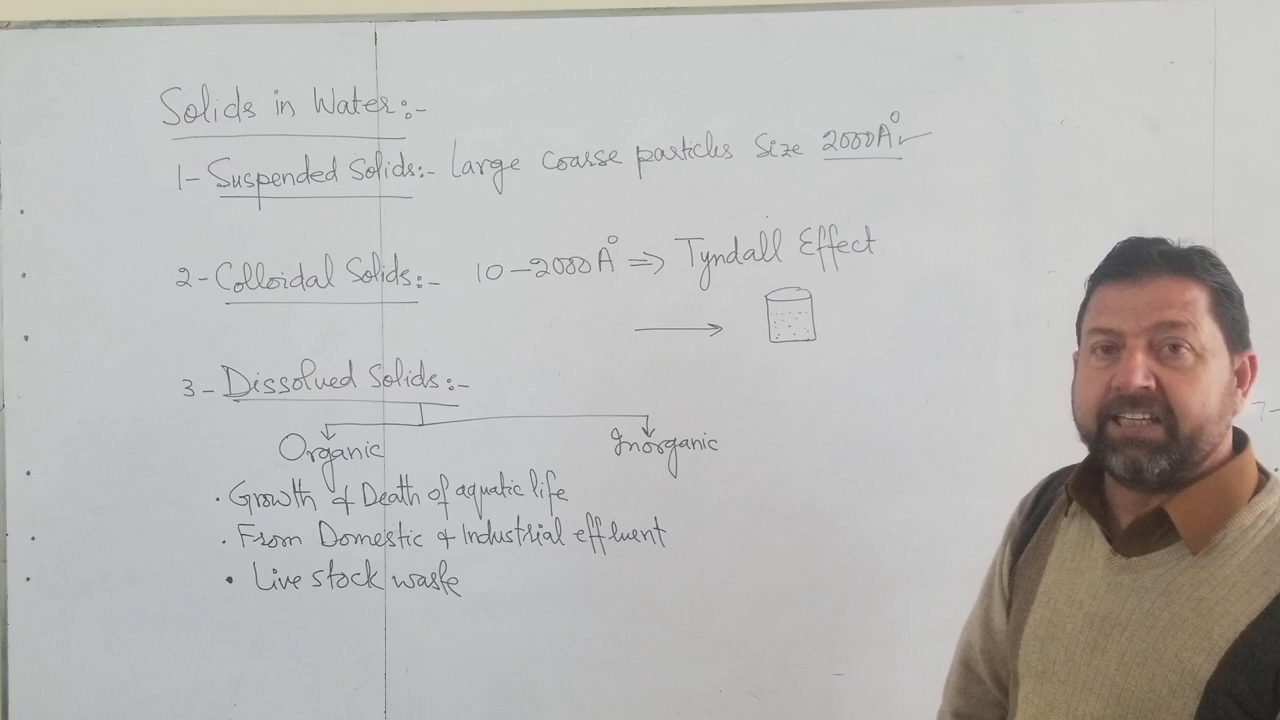 Solids in Water:-
1- Suspended Solids:- Large coarse particles Size 2000A°
2- Colloidal Solids:- 10-2000A° => Tyndall Effect
3- Dissolved Solids:-
Organic Inorganic
. Growth & Death of aquatic life
. From Domestic & Industrial effluent
• Live stock waste